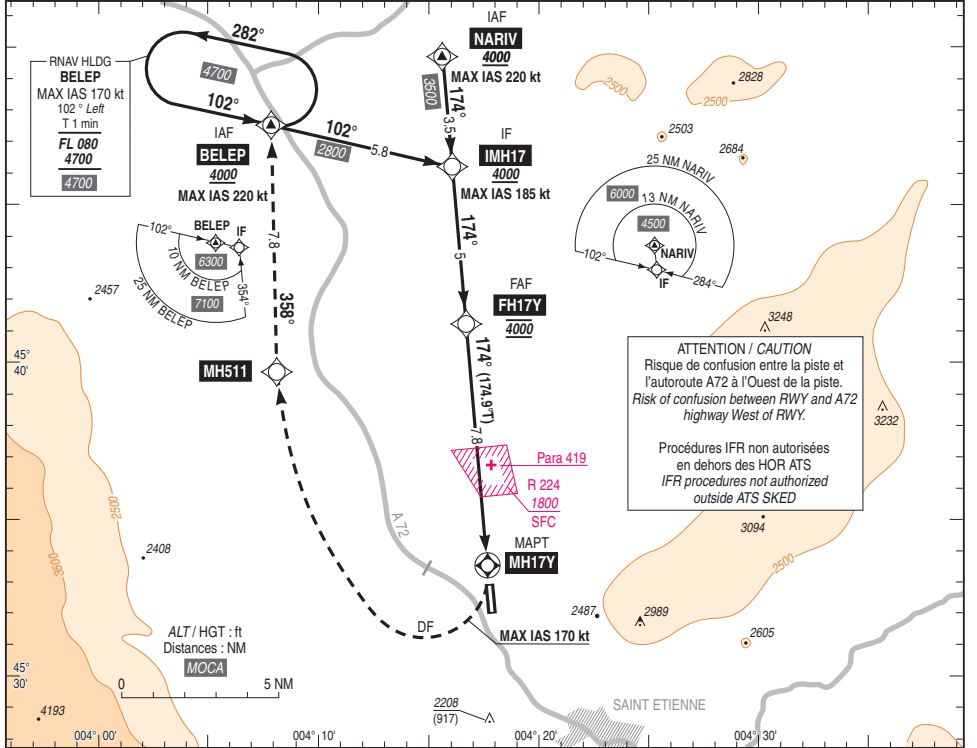 RNAV HLDG
BELEP
MAX IAS 170 kt
102 ° Left
T 1 min
FL 080
4700
4700
282°
4700
102°
IAF
BELEP
4000
MAX IAS 220 kt
102°
2800
5.8
IAF
NARIV
4000
MAX IAS 220 kt
3500
174°
3.5
IF
IMH17
4000
MAX IAS 185 kt
174°
5
FAF
FH17Y
4000
174° (174.9°T)
7.8
2500
2828
2500
2503
2684
25 NM NARIV
6000
13 NM NARIV
4500
NARIV
102°
IF
284°
BELEP
IF
102°
6300
10 NM BELEP
7100
25 NM BELEP
354°
7.8
358°
2457
45°
40'
MH511
3248
3232
ATTENTION / CAUTION
Risque de confusion entre la piste et
l'autoroute A72 à l'Ouest de la piste.
Risk of confusion between RWY and A72
highway West of RWY.
Procédures IFR non autorisées
en dehors des HOR ATS
IFR procedures not authorized
outside ATS SKED
Para 419
R 224
1800
SFC
2500
3500
A 72
2408
MAPT
MH17Y
3094
2500
DF
MAX IAS 170 kt
2487
2989
2605
ALT / HGT : ft
Distances : NM
MOCA
0
5 NM
45°
30'
4193
2208
(917)
SAINT ETIENNE
004° 00'
004° 10'
004° 20'
004° 30'